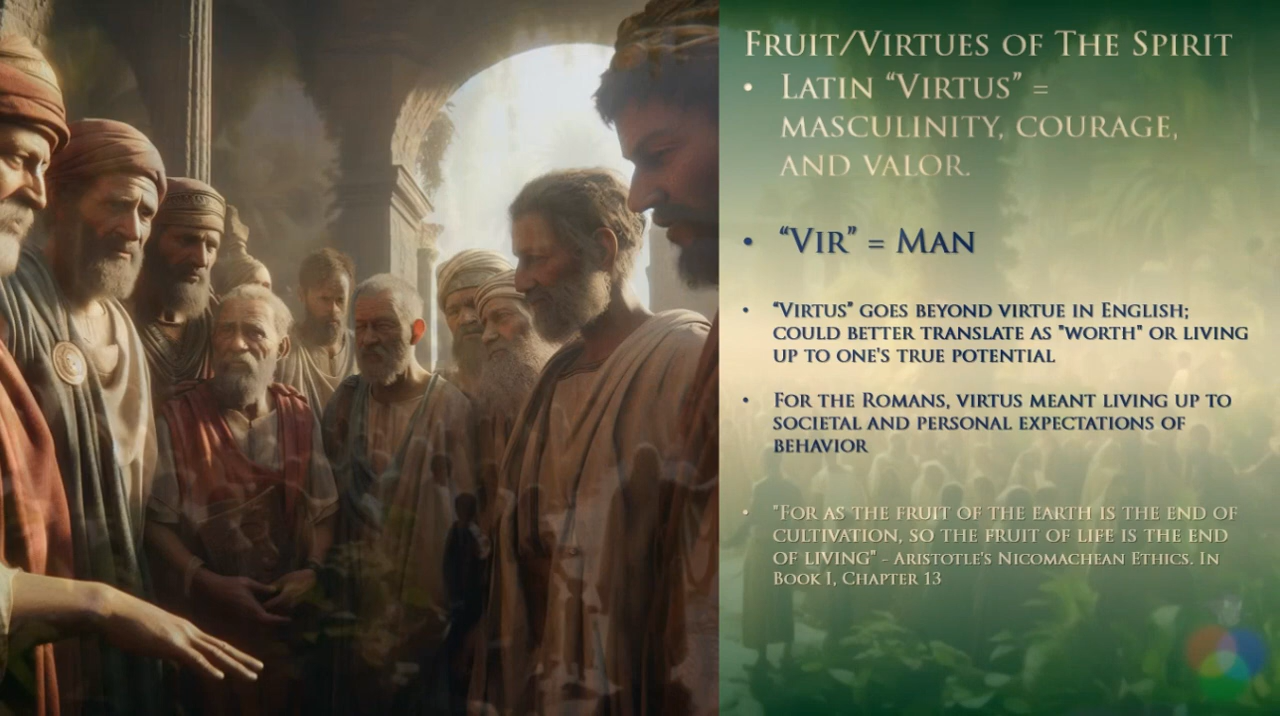 Fruit/Virtues of The Spirit
• Latin “Virtus” =
masculinity, courage,
and valor.
• “Vir” = Man
• “Virtus” goes beyond virtue in English;
could better translate as "worth" or living
up to one's true potential
• For the Romans, virtus meant living up to
societal and personal expectations of
behavior
• "For as the fruit of the earth is the end of
cultivation, so the fruit of life is the end
of living" - Aristotle's Nicomachean Ethics. In
Book I, Chapter 13